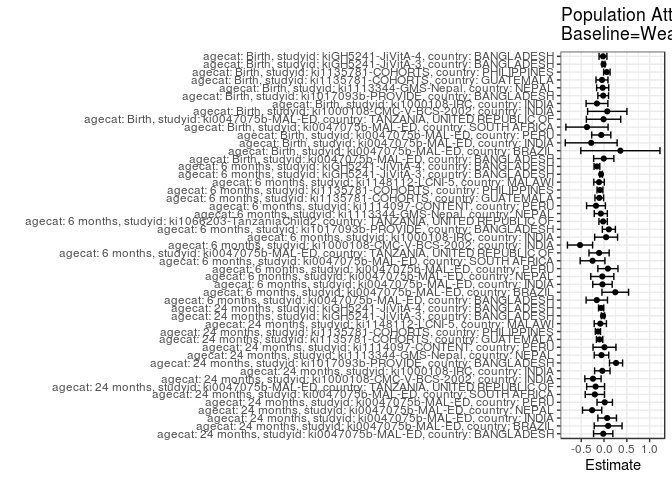 Population Att
Baseline=Wea
agecat: Birth, studyid: kiGH5241-JiVitA-4, country: BANGLADESH
agecat: Birth, studyid: kiGH5241-JiVitA-3, country: BANGLADESH
agecat: Birth, studyid: ki1135781-COHORTS, country: PHILIPPINES
agecat: Birth, studyid: ki1135781-COHORTS, country: GUATEMALA
agecat: Birth, studyid: ki1113344-GMS-Nepal, country: NEPAL
agecat: Birth, studyid: ki1017093b-PROVIDE, country: BANGLADESH
agecat: Birth, studyid: ki1000108-IRC, country: INDIA
agecat: Birth, studyid: ki1000108-CMC-V-BCS-2002, country: INDIA
agecat: Birth, studyid: ki0047075b-MAL-ED, country: TANZANIA, UNITED REPUBLIC OF
agecat: Birth, studyid: ki0047075b-MAL-ED, country: SOUTH AFRICA
agecat: Birth, studyid: ki0047075b-MAL-ED, country: PERU
agecat: Birth, studyid: ki0047075b-MAL-ED, country: INDIA
agecat: Birth, studyid: ki0047075b-MAL-ED, country: BRAZIL
agecat: Birth, studyid: ki0047075b-MAL-ED, country: BANGLADESH
agecat: 6 months, studyid: kiGH5241-JiVitA-4, country: BANGLADESH
agecat: 6 months, studyid: kiGH5241-JiVitA-3, country: BANGLADESH
agecat: 6 months, studyid: ki1148112-LCNI-5, country: MALAWI
agecat: 6 months, studyid: ki1135781-COHORTS, country: PHILIPPINES
agecat: 6 months, studyid: ki1135781-COHORTS, country: GUATEMALA
agecat: 6 months, studyid: ki1114097-CONTENT, country: PERU
agecat: 6 months, studyid: ki1113344-GMS-Nepal, country: NEPAL
agecat: 6 months, studyid: ki1066203-TanzaniaChild2, country: TANZANIA, UNITED REPUBLIC OF
agecat: 6 months, studyid: ki1017093b-PROVIDE, country: BANGLADESH
agecat: 6 months, studyid: ki1000108-IRC, country: INDIA
agecat: 6 months, studyid: ki1000108-CMC-V-BCS-2002, country: INDIA
agecat: 6 months, studyid: ki0047075b-MAL-ED, country: TANZANIA, UNITED REPUBLIC OF
agecat: 6 months, studyid: ki0047075b-MAL-ED, country: SOUTH AFRICA
agecat: 6 months, studyid: ki0047075b-MAL-ED, country: PERU
agecat: 6 months, studyid: ki0047075b-MAL-ED, country: NEPAL
agecat: 6 months, studyid: ki0047075b-MAL-ED, country: INDIA
agecat: 6 months, studyid: ki0047075b-MAL-ED, country: BRAZIL
agecat: 6 months, studyid: ki0047075b-MAL-ED, country: BANGLADESH
agecat: 24 months, studyid: kiGH5241-JiVitA-4, country: BANGLADESH
agecat: 24 months, studyid: kiGH5241-JiVitA-3, country: BANGLADESH
agecat: 24 months, studyid: ki1148112-LCNI-5, country: MALAWI
agecat: 24 months, studyid: ki1135781-COHORTS, country: PHILIPPINES
agecat: 24 months, studyid: ki1135781-COHORTS, country: GUATEMALA
agecat: 24 months, studyid: ki1114097-CONTENT, country: PERU
agecat: 24 months, studyid: ki1113344-GMS-Nepal, country: NEPAL
agecat: 24 months, studyid: ki1017093b-PROVIDE, country: BANGLADESH
agecat: 24 months, studyid: ki1000108-IRC, country: INDIA
agecat: 24 months, studyid: ki1000108-CMC-V-BCS-2002, country: INDIA
agecat: 24 months, studyid: ki0047075b-MAL-ED, country: TANZANIA, UNITED REPUBLIC OF
agecat: 24 months, studyid: ki0047075b-MAL-ED, country: SOUTH AFRICA
agecat: 24 months, studyid: ki0047075b-MAL-ED, country: PERU
agecat: 24 months, studyid: ki0047075b-MAL-ED, country: NEPAL
agecat: 24 months, studyid: ki0047075b-MAL-ED, country: INDIA
agecat: 24 months, studyid: ki0047075b-MAL-ED, country: BRAZIL
agecat: 24 months, studyid: ki0047075b-MAL-ED, country: BANGLADESH
-0.5 0.0 0.5 1.0
Estimate